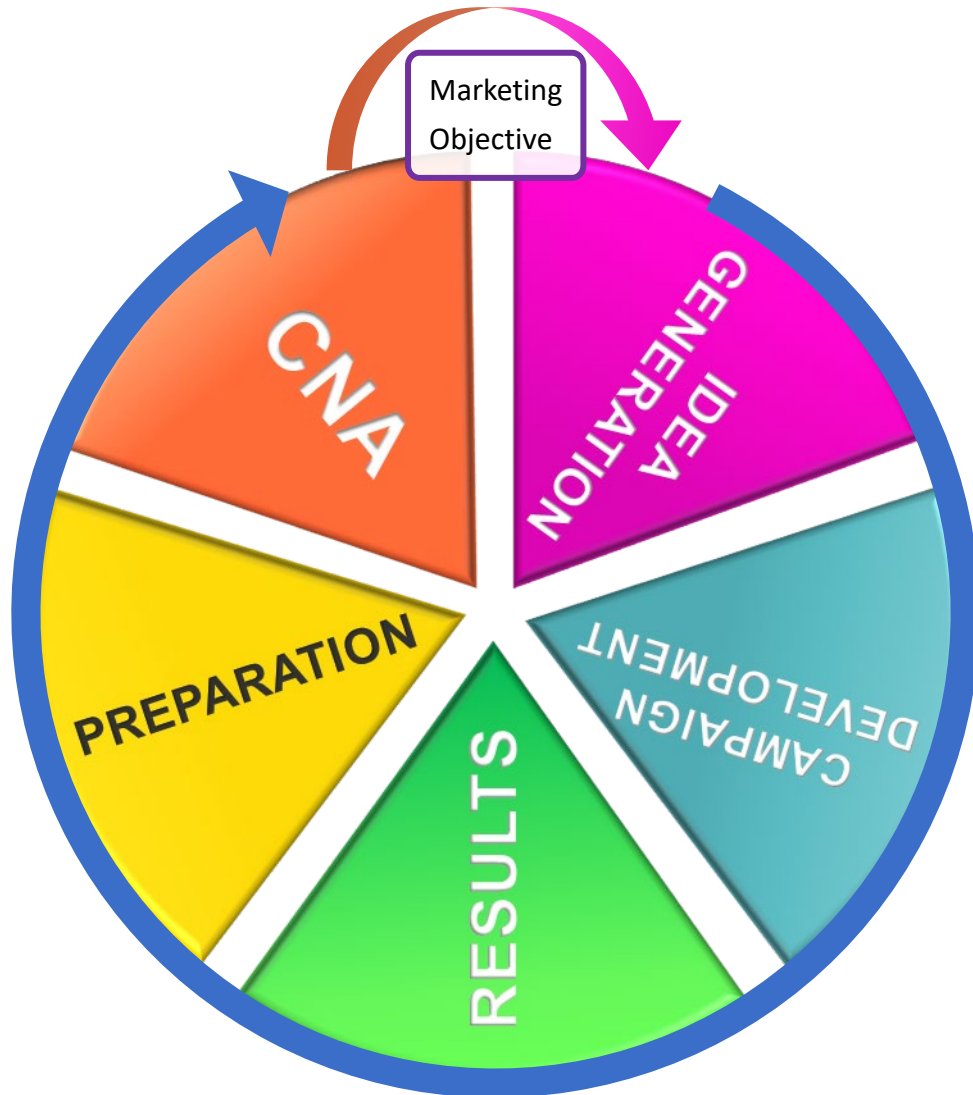 Marketing
Objective
CNA
IDEA
GENERATION
CAMPAIGN
DEVELOPMENT
RESULTS
PREPARATION